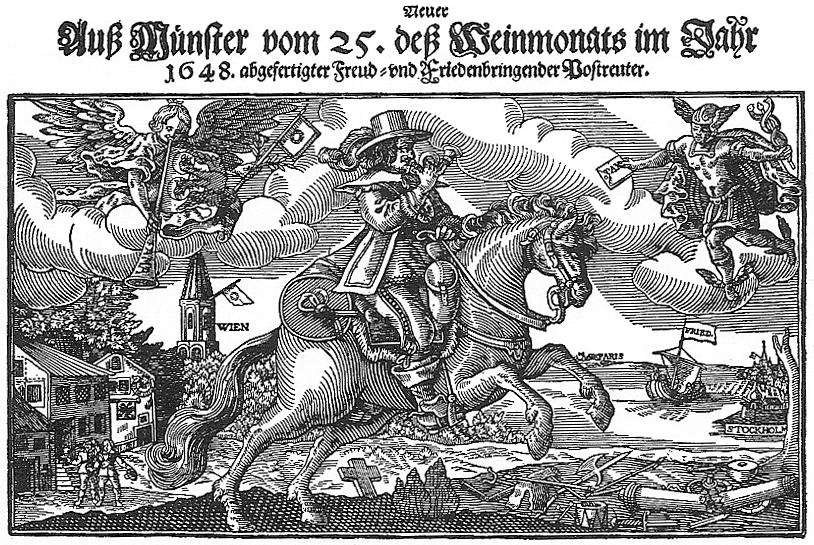 Neuer
Auß Münster vom 25. deß Weinmonats im Jahr
1648. abgefertigter Freud- vnd Friedenbringender Postreuter.
PAX
WIEN
FRIED.
PARIS
STOCKHOLM